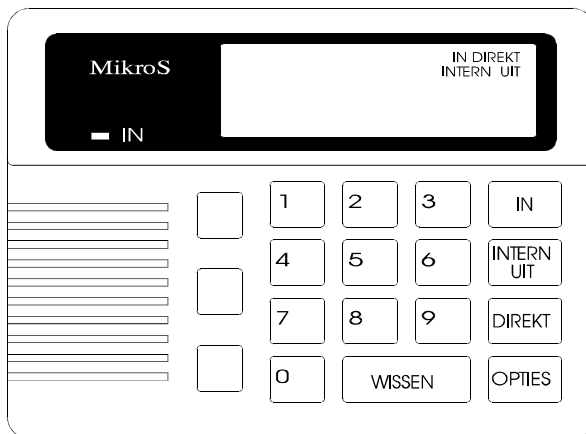 MikroS
IN DIREKT
INTERN UIT
IN
1 2 3 IN
4 5 6 INTERN UIT
7 8 9 DIREKT
0 WISSEN OPTIES